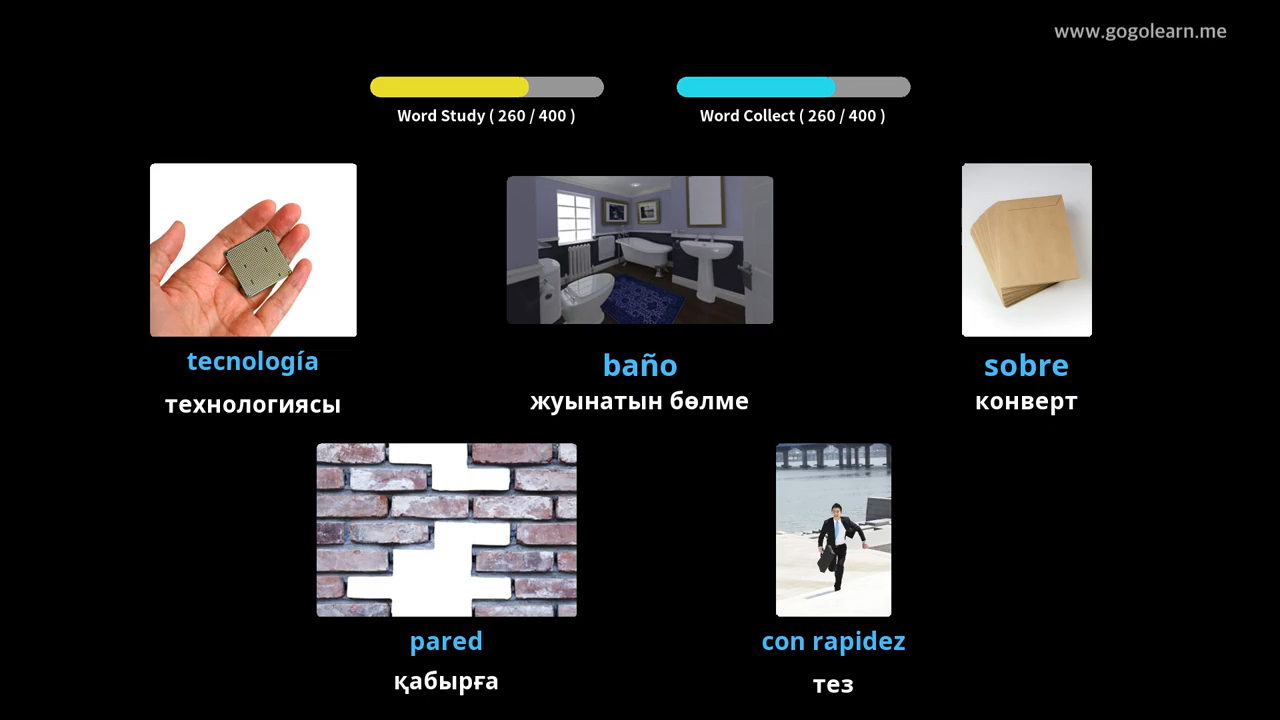 www.gogolearn.me
Word Study ( 260 / 400 )
Word Collect ( 260 / 400 )
tecnología
технологиясы
baño
жуынатын бөлме
sobre
конверт
pared
қабырға
con rapidez
тез